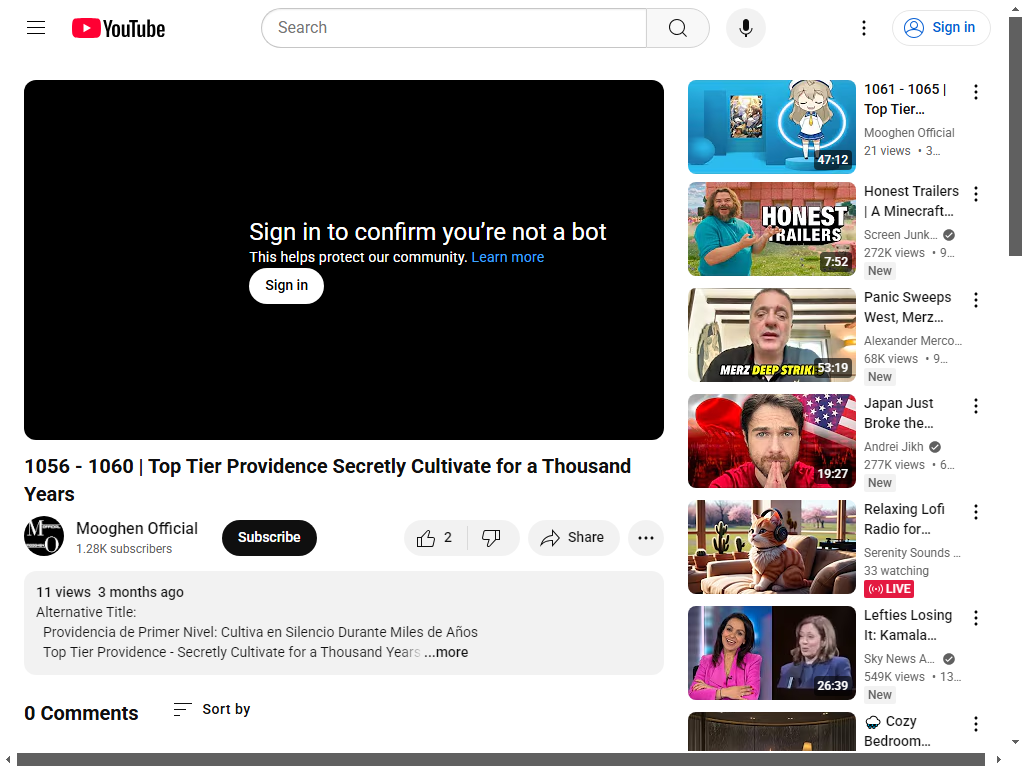 YouTube
Search
Sign in
Sign in to confirm you’re not a bot
This helps protect our community. Learn more
Sign in
1056 - 1060 | Top Tier Providence Secretly Cultivate for a Thousand
Years
Mooghen Official
1.28K subscribers
Subscribe
2
Share
11 views 3 months ago
Alternative Title:
Providencia de Primer Nivel: Cultiva en Silencio Durante Miles de Años
Top Tier Providence - Secretly Cultivate for a Thousand Years ...more
0 Comments
Sort by
47:12
1061 - 1065 |
Top Tier…
Mooghen Official
21 views • 3…
HONEST
TRAILERS
7:52
Honest Trailers
| A Minecraft…
Screen Junk…
272K views • 9…
New
MERZ DEEP STRIKE
53:19
Panic Sweeps
West, Merz…
Alexander Merco…
68K views • 9…
New
19:27
Japan Just
Broke the…
Andrei Jikh
277K views • 6…
New
Relaxing Lofi
Radio for…
Serenity Sounds …
33 watching
LIVE
26:39
Lefties Losing
It: Kamala…
Sky News A…
549K views • 13…
New
Cozy
Bedroom…